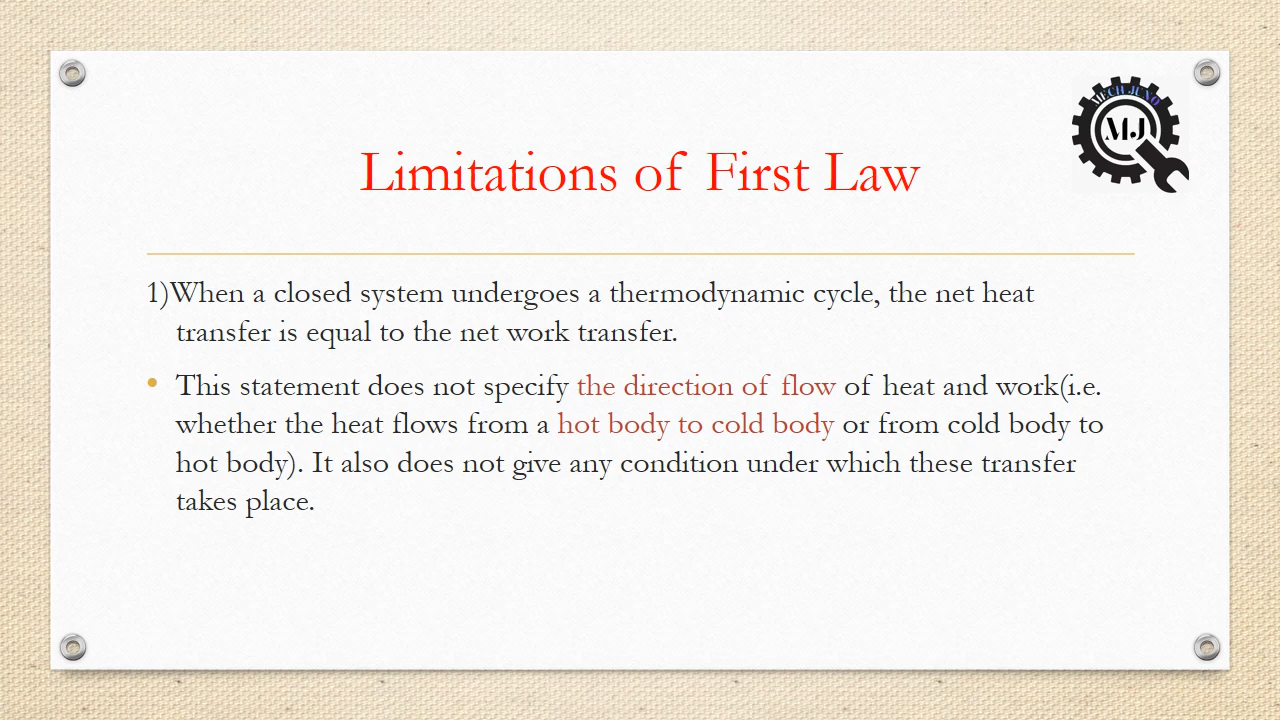 MECH JUNO
MJ
Limitations of First Law
1)When a closed system undergoes a thermodynamic cycle, the net heat
transfer is equal to the net work transfer.
• This statement does not specify the direction of flow of heat and work(i.e.
whether the heat flows from a hot body to cold body or from cold body to
hot body). It also does not give any condition under which these transfer
takes place.